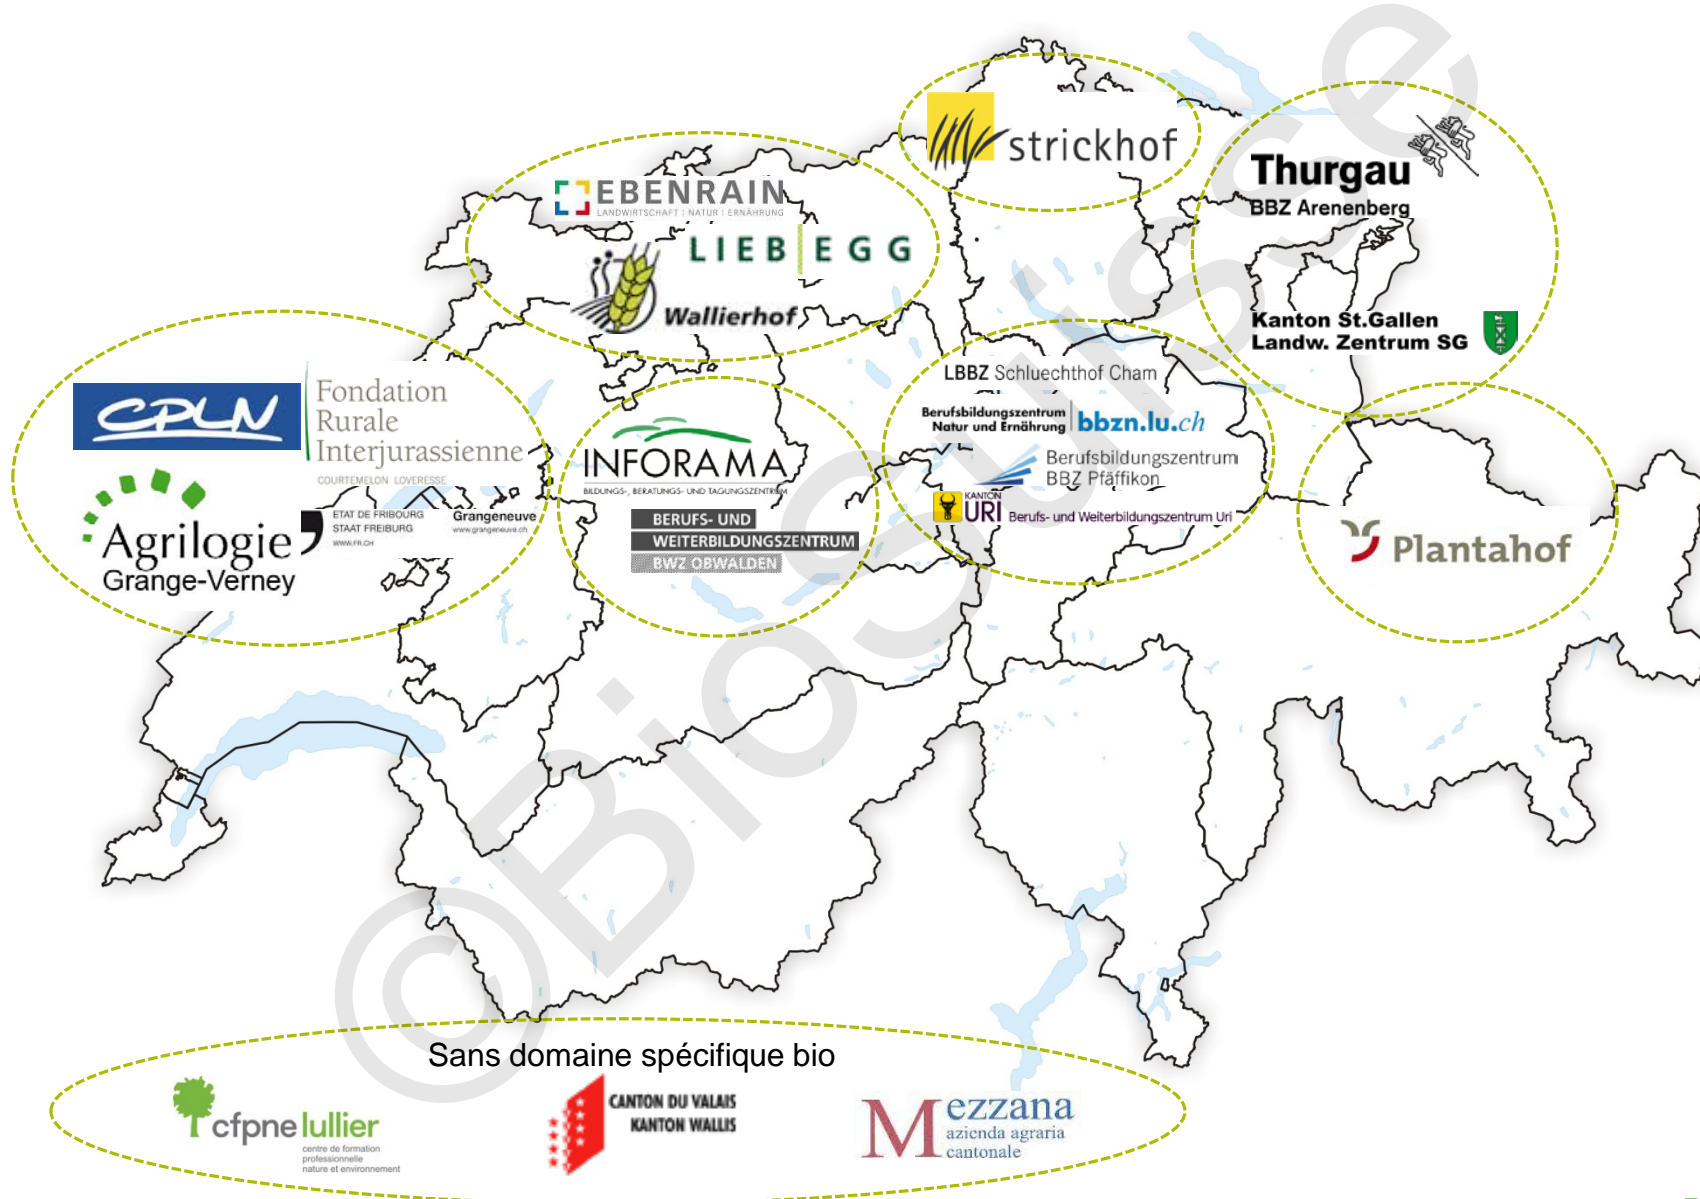 strickhof
Thurgau
BBZ Arenenberg
EBENRAIN
LANDWIRTSCHAFT | NATUR | ERNÄHRUNG
LIEBEGG
Wallierhof
Kanton St.Gallen
Landw. Zentrum SG
CPLN
Fondation
Rurale
Interjurassienne
COURTEMELON LOVERESSE
Agrilogie
Grange-Verney
ETAT DE FRIBOURG
STAAT FREIBURG
WWW.FR.CH
Grangeneuve
www.grangeneuve.ch
INFORAMA
BILDUNGS-, BERATUNGS- UND TAGUNGSZENTRUM
BERUFS- UND
WEITERBILDUNGSZENTRUM
BWZ OBWALDEN
LBBZ Schluechthof Cham
Berufsbildungszentrum
Natur und Ernährung
bbzn.lu.ch
Berufsbildungszentrum
BBZ Pfäffikon
KANTON
URI Berufs- und Weiterbildungszentrum Uri
Plantahof
©BioSuisse
Sans domaine spécifique bio
cfpne lullier
centre de formation
professionnelle
nature et environnement
CANTON DU VALAIS
KANTON WALLIS
Mezzana
azienda agraria
cantonale